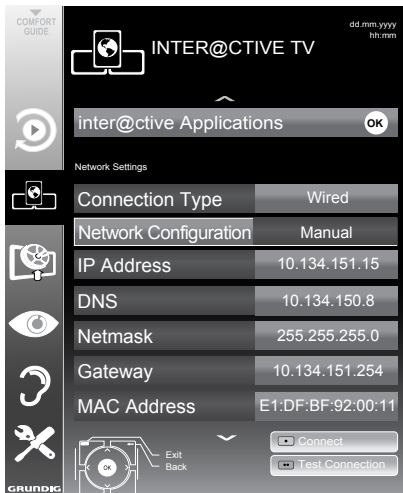 COMFORT
GUIDE
INTER@CTIVE TV
dd.mm.yyyy
hh:mm
inter@ctive Applications OK
Network Settings
Connection Type Wired
Network Configuration Manual
IP Address 10.134.151.15
DNS 10.134.150.8
Netmask 255.255.255.0
Gateway 10.134.151.254
MAC Address E1:DF:BF:92:00:11
OK
Exit
Back
Connect
Test Connection
GRUNDIG